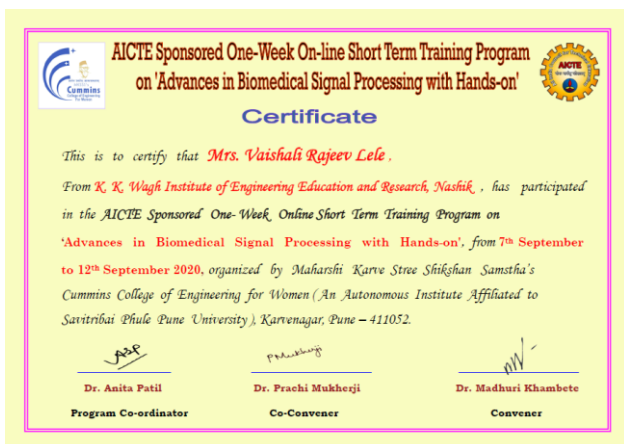 AICTE Sponsored One-Week On-line Short Term Training Program
on 'Advances in Biomedical Signal Processing with Hands-on'
Cummins
AICTE
Certificate
This is to certify that Mrs. Vaishali Rajeev Lele .
From K. K. Wagh Institute of Engineering Education and Research, Nashik , has participated
in the AICTE Sponsored One- Week Online Short Term Training Program on
'Advances in Biomedical Signal Processing with Hands-on', from 7th September
to 12th September 2020, organized by Maharshi Karve Stree Shikshan Samstha's
Cummins College of Engineering for Women ( An Autonomous Institute Affiliated to
Savitribai Phule Pune University ), Karvenagar, Pune – 411052.
PMukherji
Dr. Anita Patil Dr. Prachi Mukherji Dr. Madhuri Khambete
Program Co-ordinator Co-Convener Convener